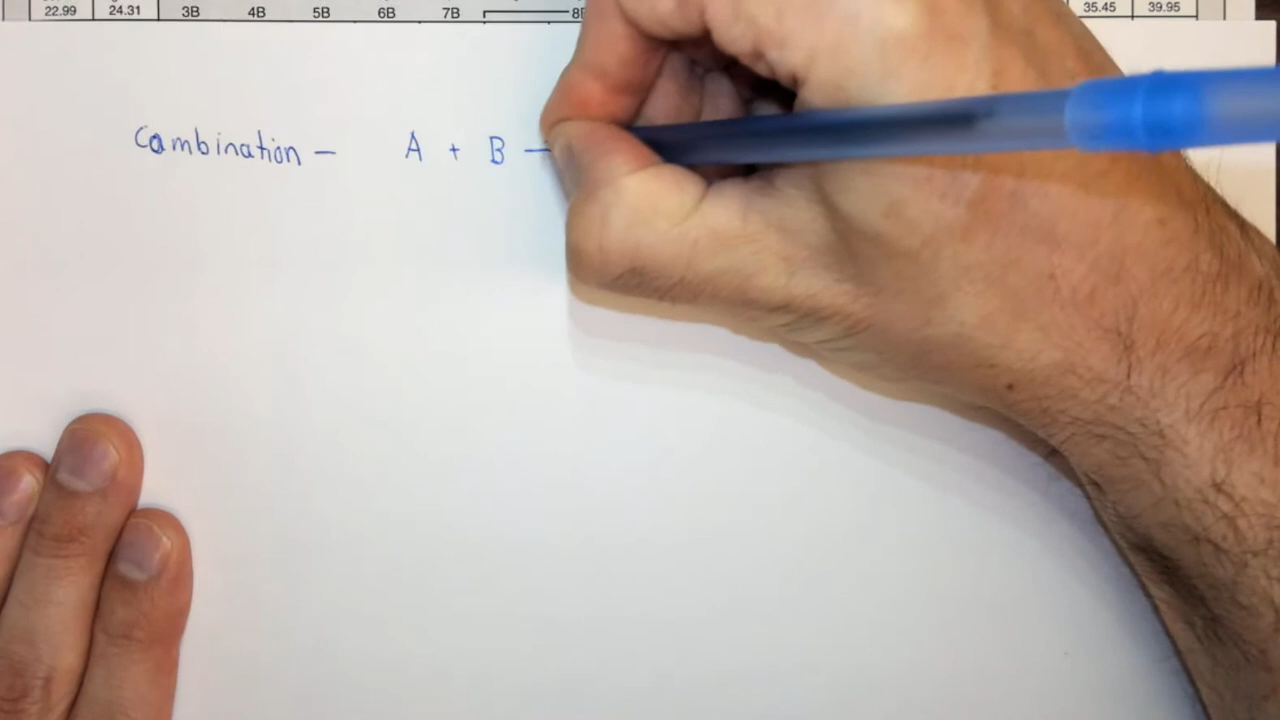 22.99 24.31 3B 4B 5B 6B 7B 35.45 39.95
Combination – A + B –